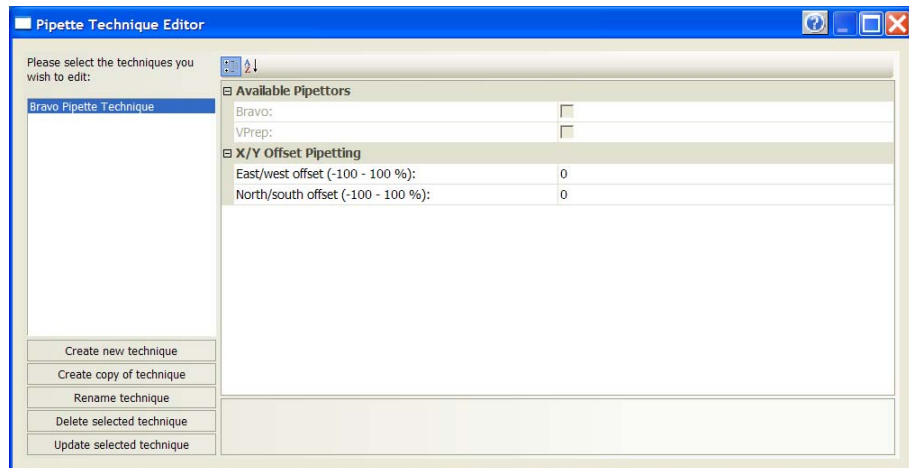 Pipette Technique Editor
Please select the techniques you
wish to edit:
Bravo Pipette Technique
Create new technique
Create copy of technique
Rename technique
Delete selected technique
Update selected technique
Available Pipettors
Bravo:
VPrep:
X/Y Offset Pipetting
East/west offset (-100 - 100 %): 0
North/south offset (-100 - 100 %): 0